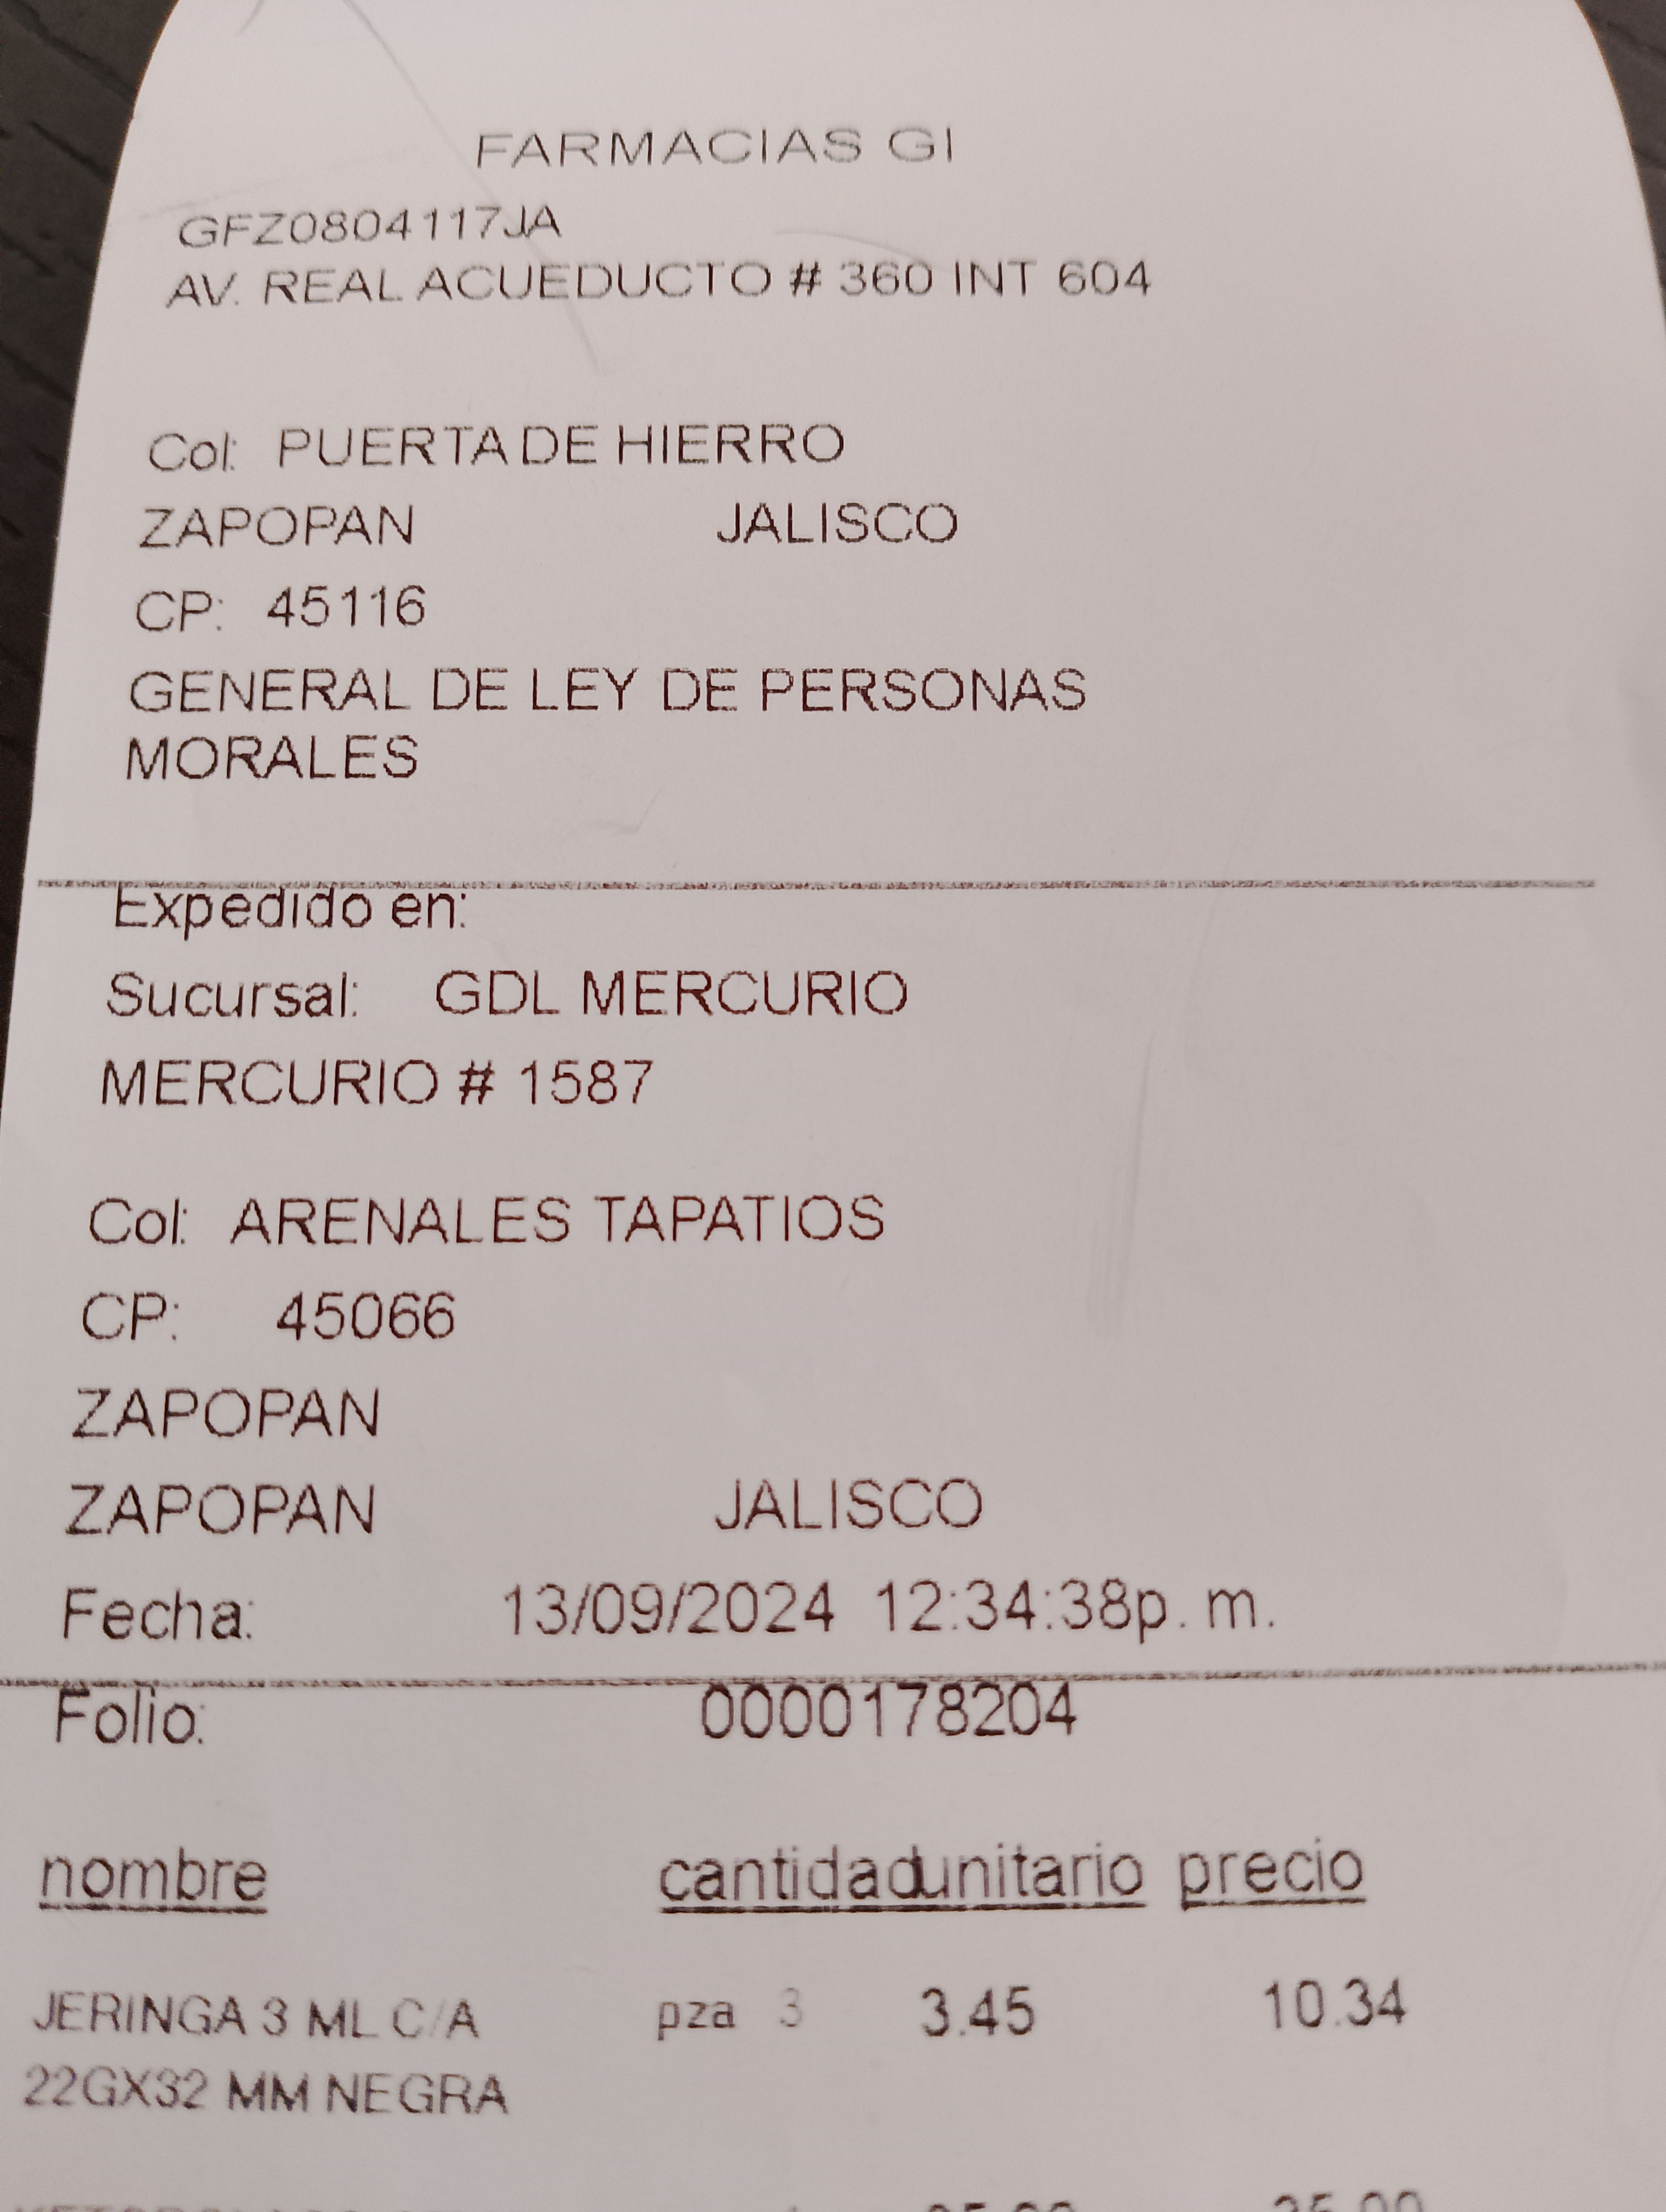 FARMACIAS GI
GFZ0804117JA
AV. REAL ACUEDUCTO # 360 INT 604
Col: PUERTA DE HIERRO
ZAPOPAN JALISCO
CP: 45116
GENERAL DE LEY DE PERSONAS
MORALES
Expedido en:
Sucursal: GDL MERCURIO
MERCURIO # 1587
Col: ARENALES TAPATIOS
CP: 45066
ZAPOPAN
ZAPOPAN JALISCO
Fecha: 13/09/2024 12:34:38p. m.
Folio: 0000178204
nombre cantidad unitario precio
JERINGA 3 ML C/A pza 3 3.45 10.34
22GX32 MM NEGRA